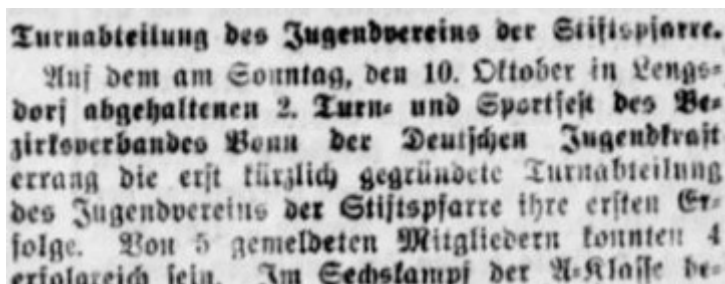 Turnabteilung des Jugendvereins der Stiftspfarre.
Auf dem am Sonntag, den 10. Oktober in Lengs-
dorf abgehaltenen 2. Turn- und Sportfest des Be-
zirksverbandes Bonn der Deutschen Jugendkraft
errang die erst kürzlich gegründete Turnabteilung
des Jugendvereins der Stiftspfarre ihre ersten Er-
folge. Von 5 gemeldeten Mitgliedern konnten 4
erfolgreich sein. Im Sechskampf der A-Klasse be-